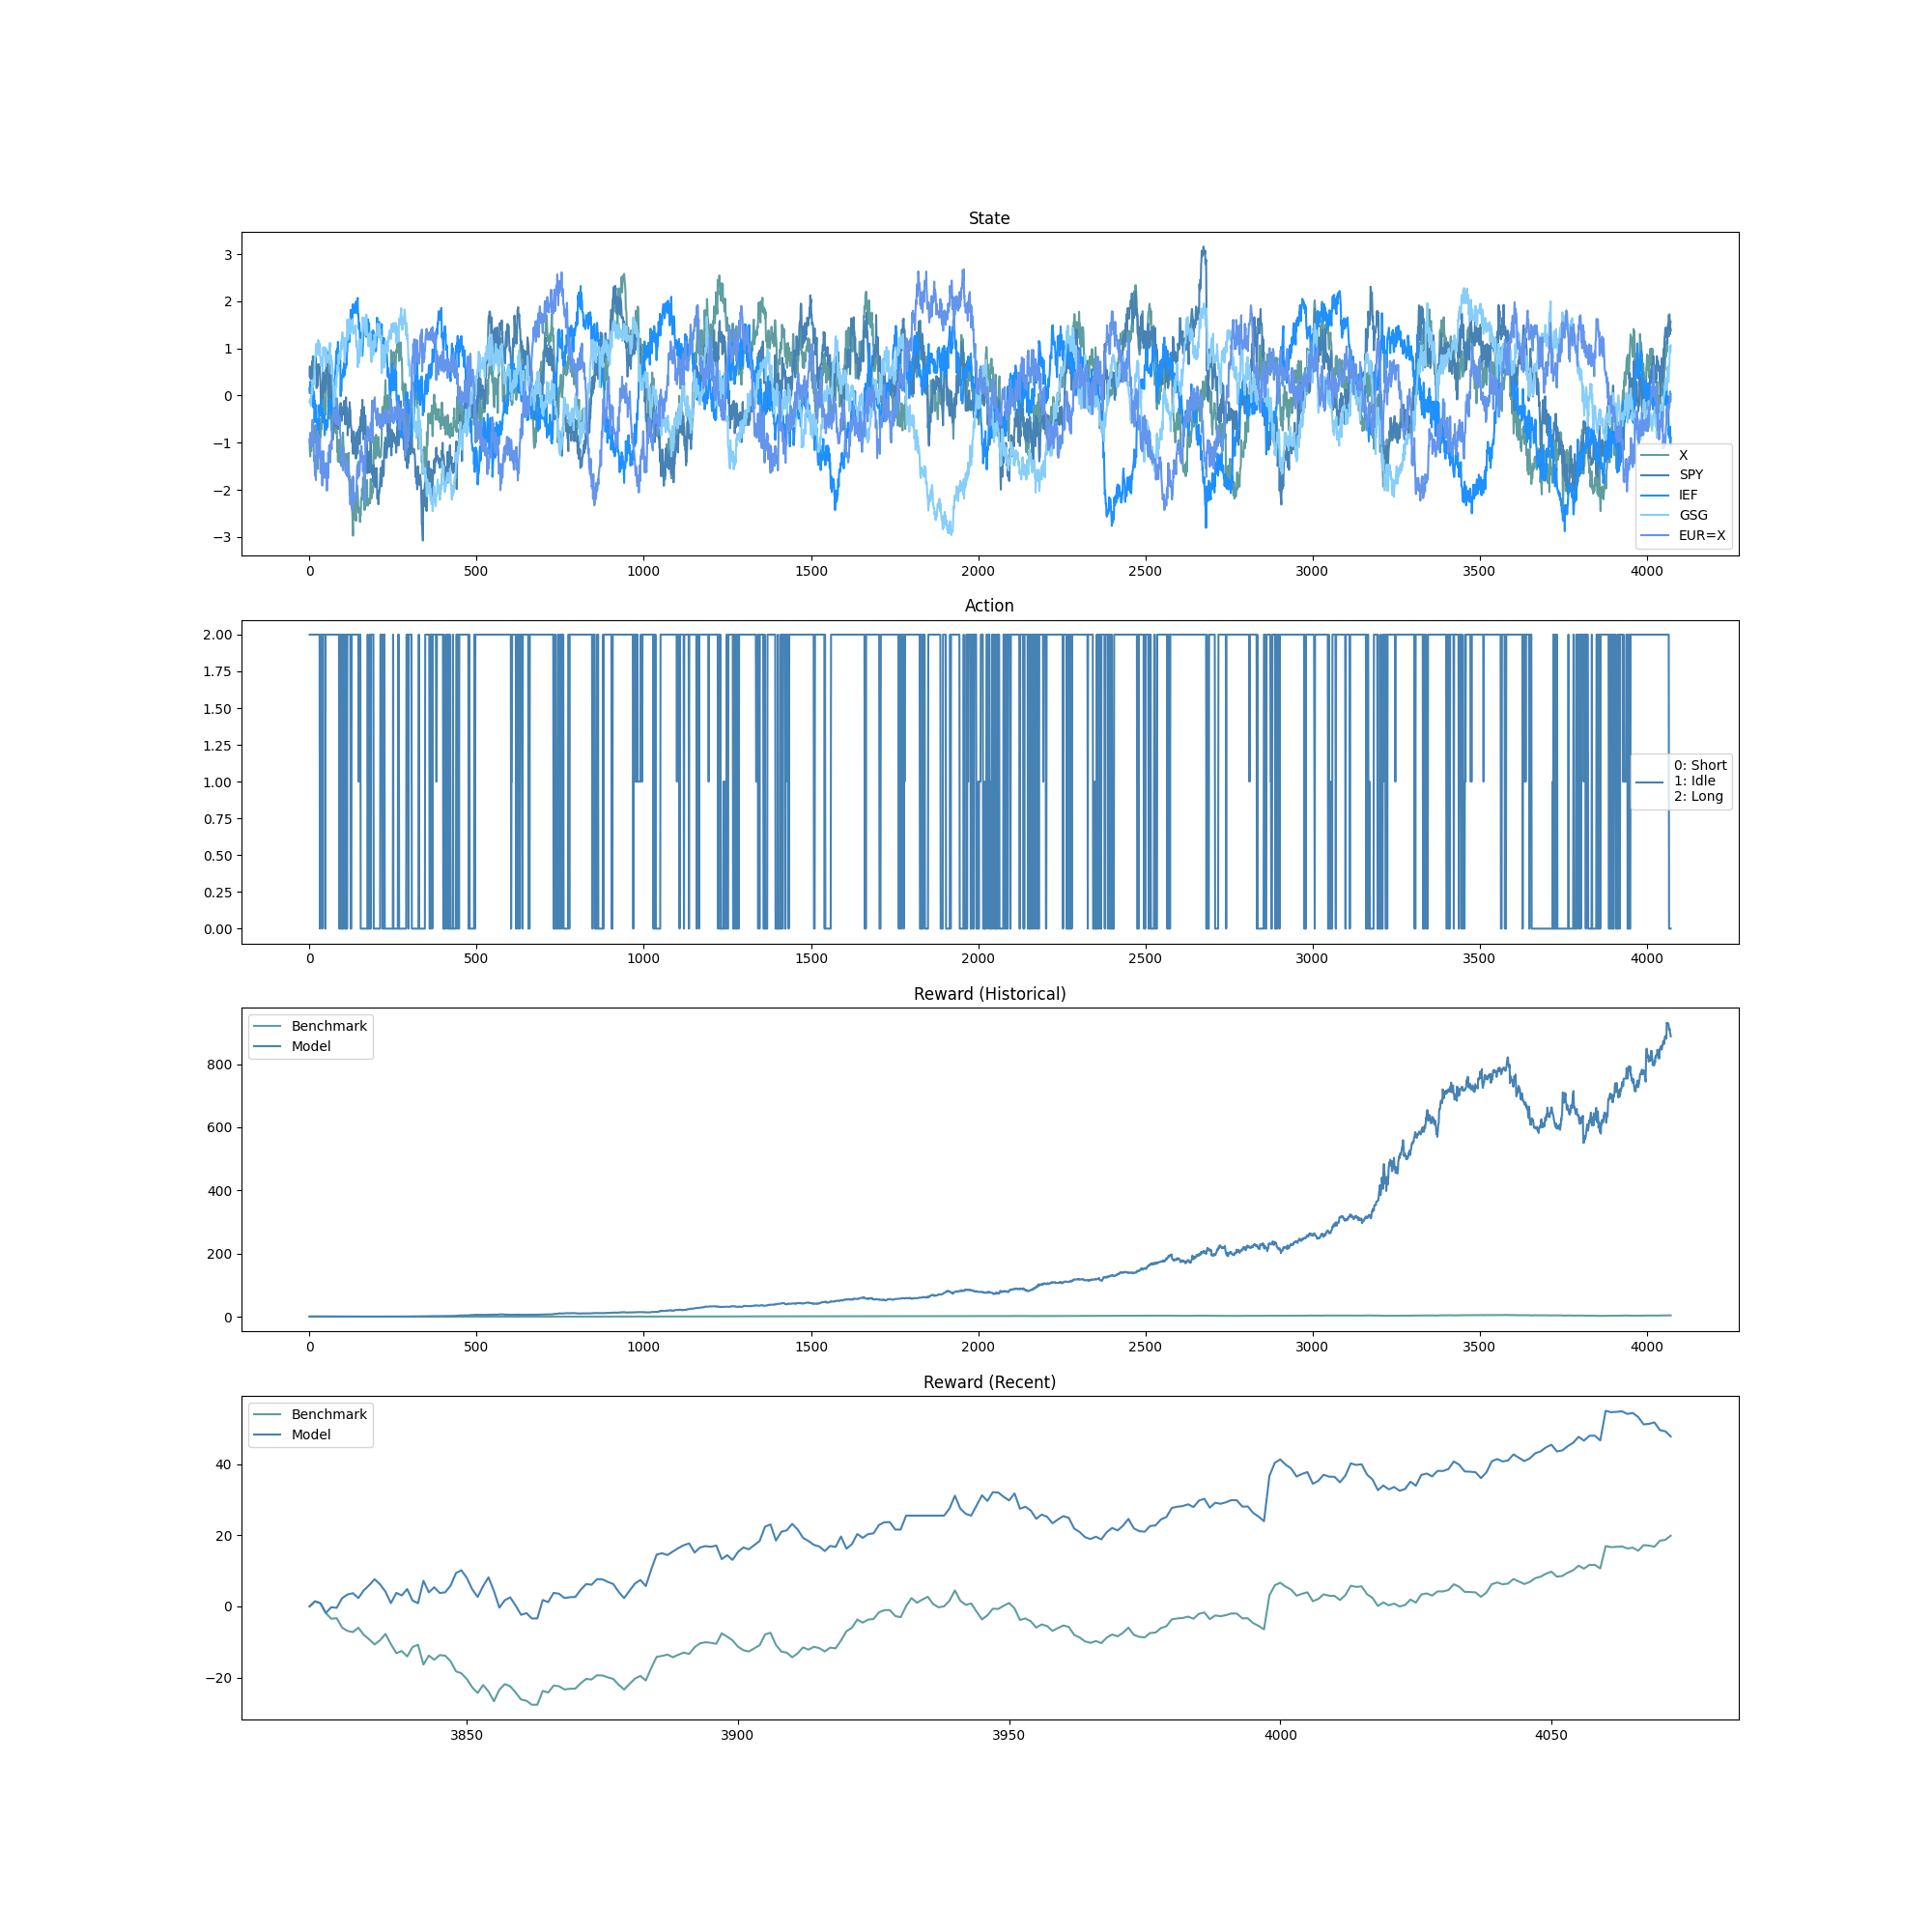 State
3
2
1
0
−1
−2
−3
X
SPY
IEF
GSG
EUR=X
0 500 1000 1500 2000 2500 3000 3500 4000
Action
2.00
1.75
1.50
1.25
1.00
0.75
0.50
0.25
0.00
0: Short
1: Idle
2: Long
0 500 1000 1500 2000 2500 3000 3500 4000
Reward (Historical)
Benchmark
Model
800
600
400
200
0
0 500 1000 1500 2000 2500 3000 3500 4000
Reward (Recent)
Benchmark
Model
40
20
0
−20
3850 3900 3950 4000 4050